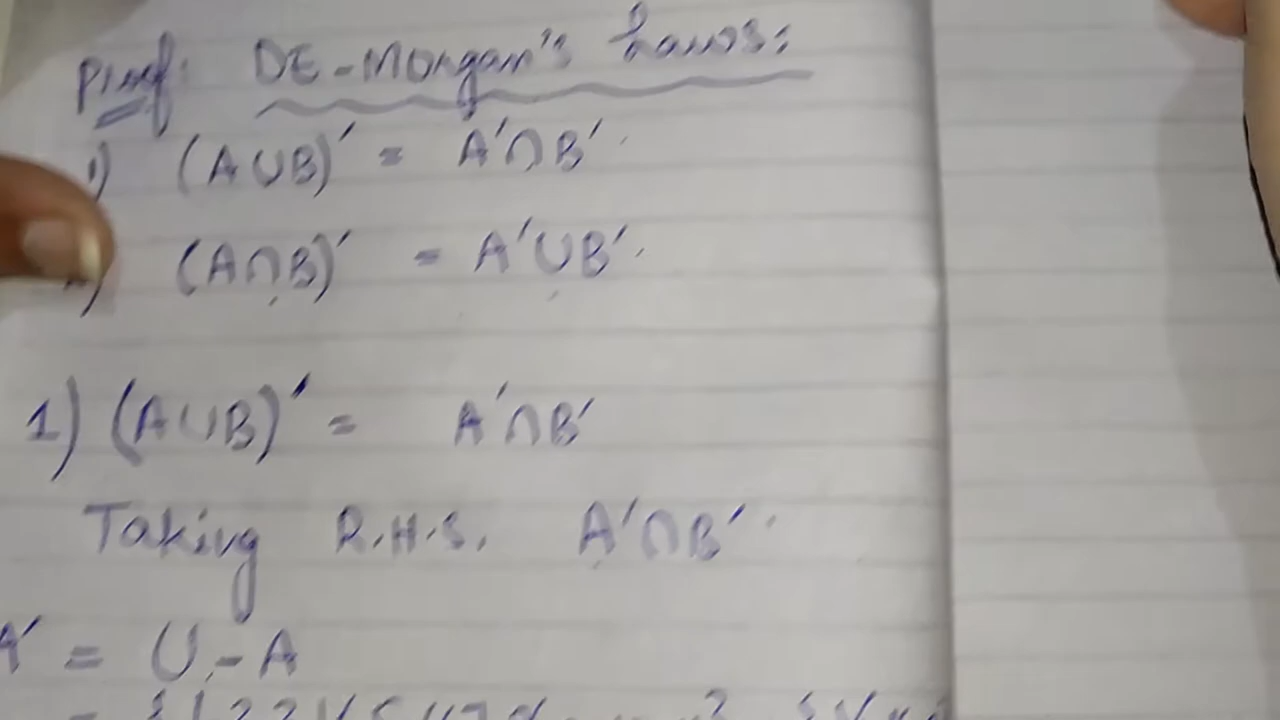 Proof: DE-Morgan's Laws:
1) (A∪B)′ = A′∩B′.
(A∩B)′ = A′∪B′.
1) (A∪B)′ = A′∩B′
Taking R.H.S. A′∩B′.
A′ = U - A